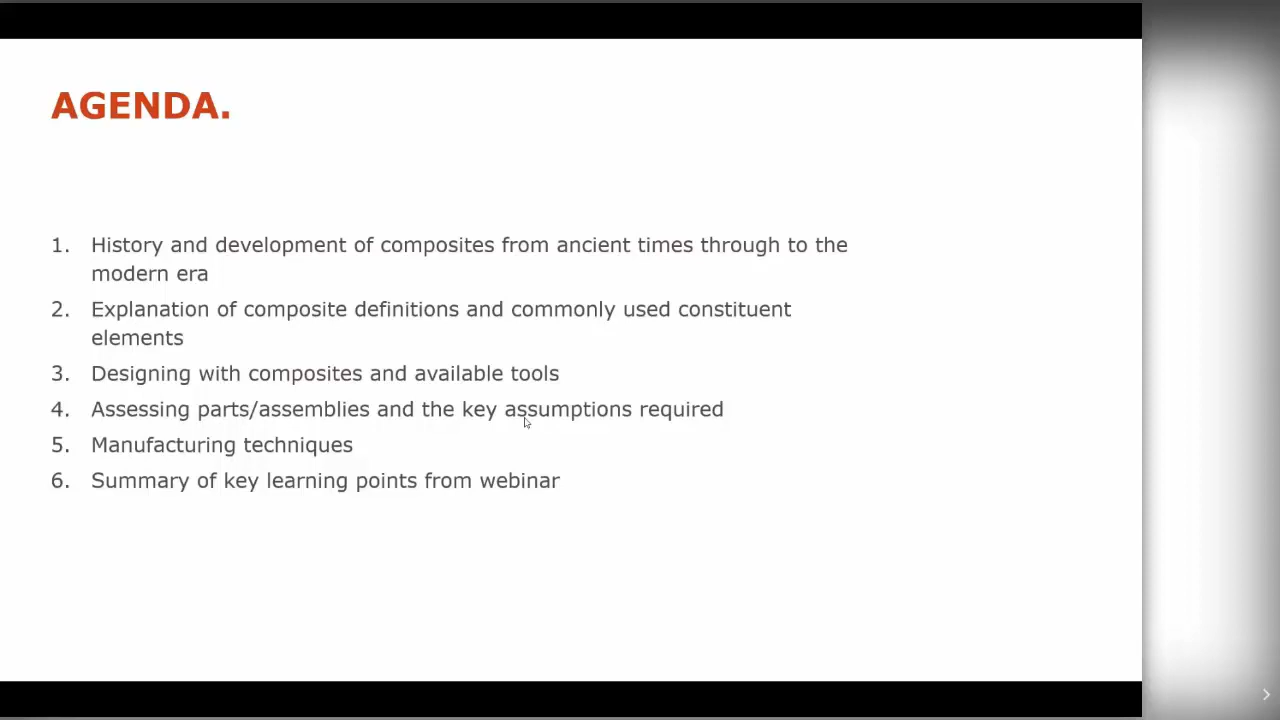 AGENDA.
1. History and development of composites from ancient times through to the
modern era
2. Explanation of composite definitions and commonly used constituent
elements
3. Designing with composites and available tools
4. Assessing parts/assemblies and the key assumptions required
5. Manufacturing techniques
6. Summary of key learning points from webinar